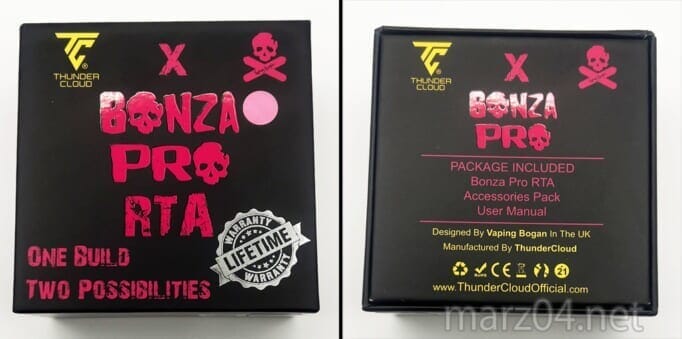 THUNDER
CLOUD
X
BONZA
PRO
RTA
WARRANTY
LIFETIME
WARRANTY
ONE BUILD
TWO POSSIBILITIES
THUNDER
CLOUD
X
BONZA
PRO
PACKAGE INCLUDED
Bonza Pro RTA
Accessories Pack
User Manual
Designed By Vaping Bogan In The UK
Manufactured By ThunderCloud
CE
21
www.ThunderCloudOfficial.com
marz04.net